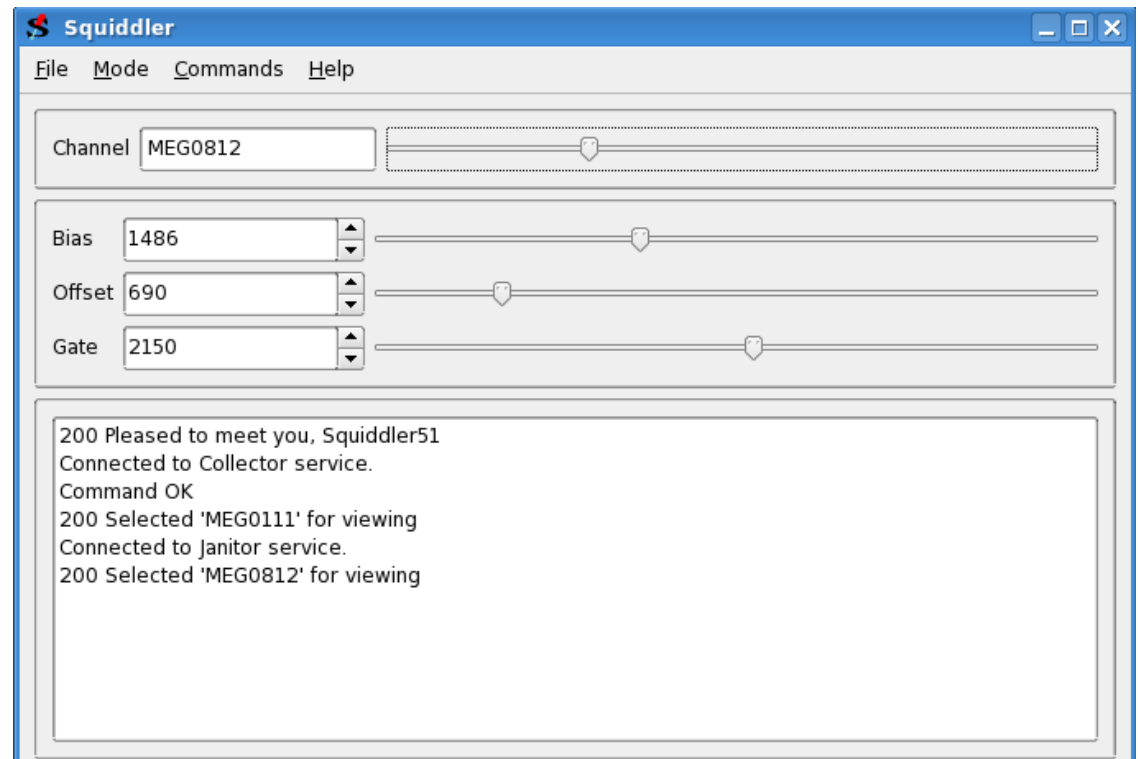 Squiddler
File Mode Commands Help
Channel MEG0812
Bias 1486
Offset 690
Gate 2150
200 Pleased to meet you, Squiddler51
Connected to Collector service.
Command OK
200 Selected 'MEG0111' for viewing
Connected to Janitor service.
200 Selected 'MEG0812' for viewing